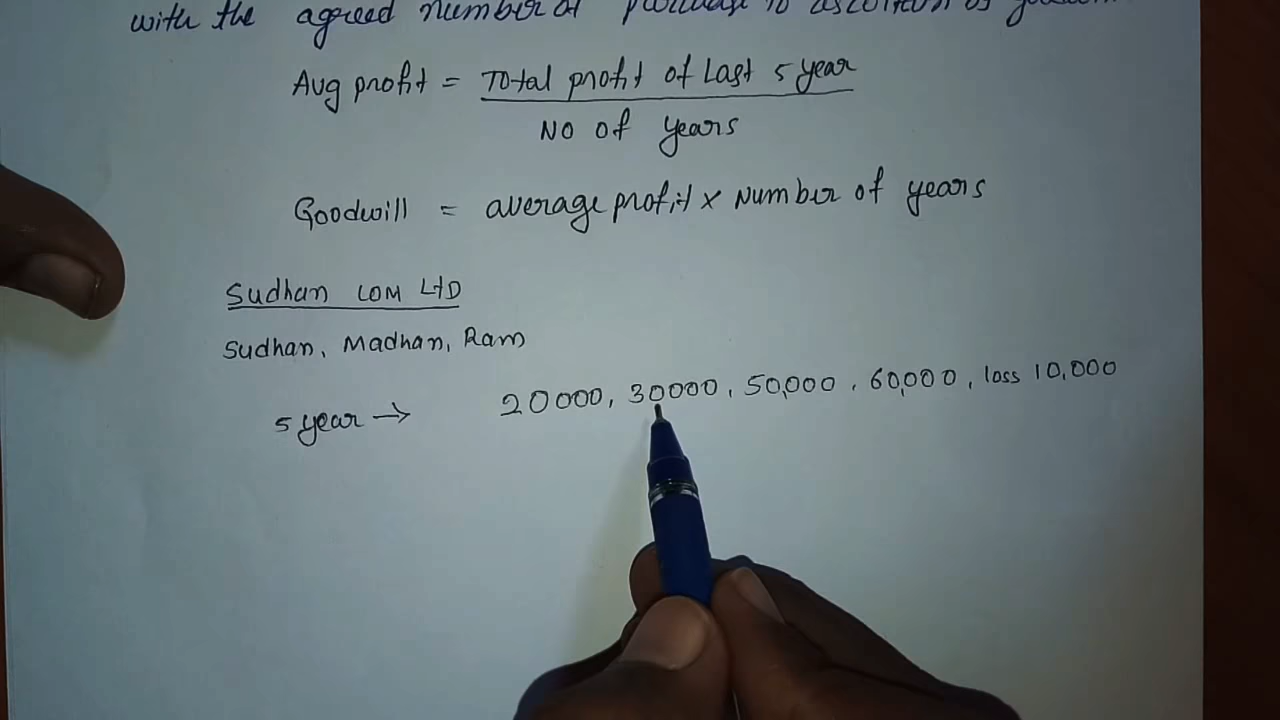 with the agreed number of
Avg profit = Total profit of Last 5 year
No of years
Goodwill = average profit x Number of years
Sudhan COM LtD
Sudhan, Madhan, Ram
20000, 30000, 50,000, 60,000, loss 10,000
5 year →